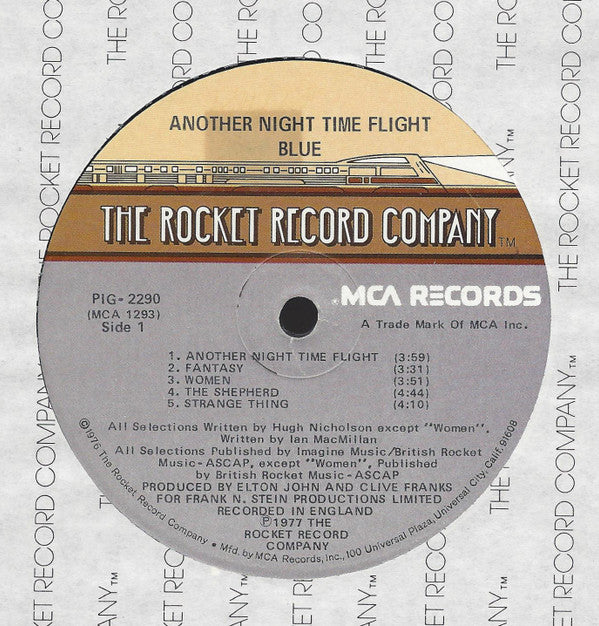 ANOTHER NIGHT TIME FLIGHT
BLUE
THE ROCKET RECORD COMPANY TM
PIG-2290
(MCA 1293)
Side 1
MCA RECORDS
A Trade Mark Of MCA Inc.
1. ANOTHER NIGHT TIME FLIGHT (3:59)
2. FANTASY (3:31)
3. WOMEN (3:51)
4. THE SHEPHERD (4:44)
5. STRANGE THING (4:10)
All Selections Written by Hugh Nicholson except "Women".
Written by Ian MacMillan
All Selections Published by Imagine Music/British Rocket
Music-ASCAP, except "Women", Published
by British Rocket Music-ASCAP
PRODUCED BY ELTON JOHN AND CLIVE FRANKS
FOR FRANK N. STEIN PRODUCTIONS LIMITED
RECORDED IN ENGLAND
℗1977 THE
ROCKET RECORD
COMPANY
©1976 The Rocket Record Company • Mfd. by MCA Records, Inc., 100 Universal Plaza, Universal City, Calif. 91608
THE ROCKET RECORD COMPANY TM
THE ROCKET RECORD COMPANY TM